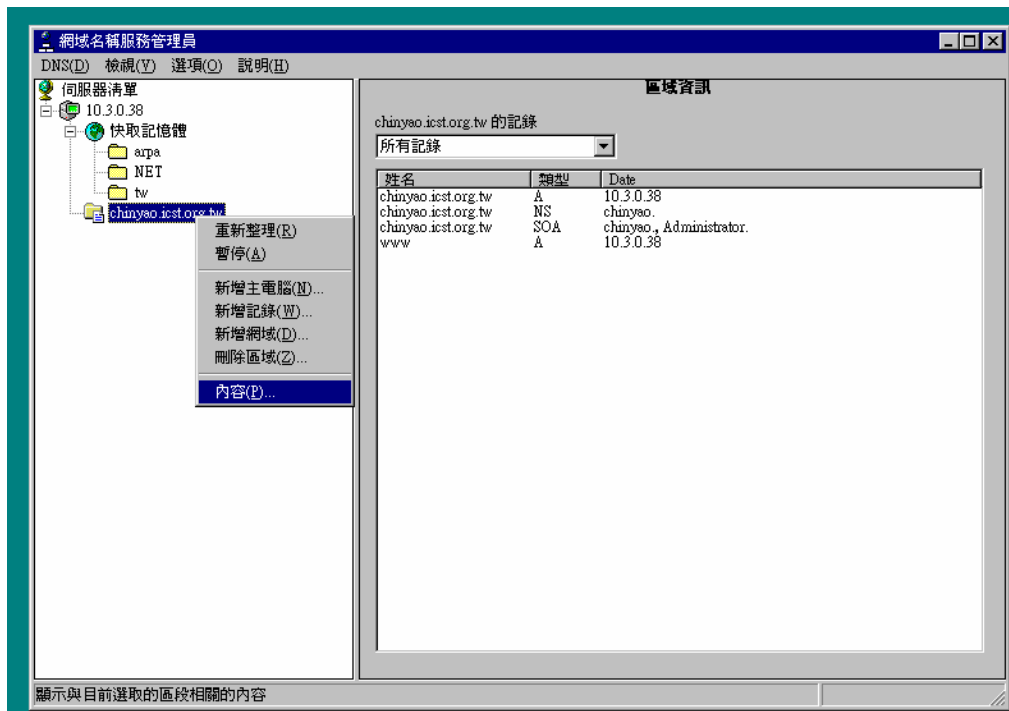 網域名稱服務管理員
DNS(D) 檢視(V) 選項(O) 說明(H)
伺服器清單
10.3.0.38
快取記憶體
arpa
NET
tw
chinyao.icst.org.tw
重新整理(R)
暫停(A)
新增主電腦(N)...
新增記錄(W)...
新增網域(D)...
刪除區域(Z)...
內容(P)...
區域資訊
chinyao.icst.org.tw 的記錄
所有記錄
姓名 類型 Date
chinyao.icst.org.tw A 10.3.0.38
chinyao.icst.org.tw NS chinyao.
chinyao.icst.org.tw SOA chinyao., Administrator.
www A 10.3.0.38
顯示與目前選取的區段相關的內容